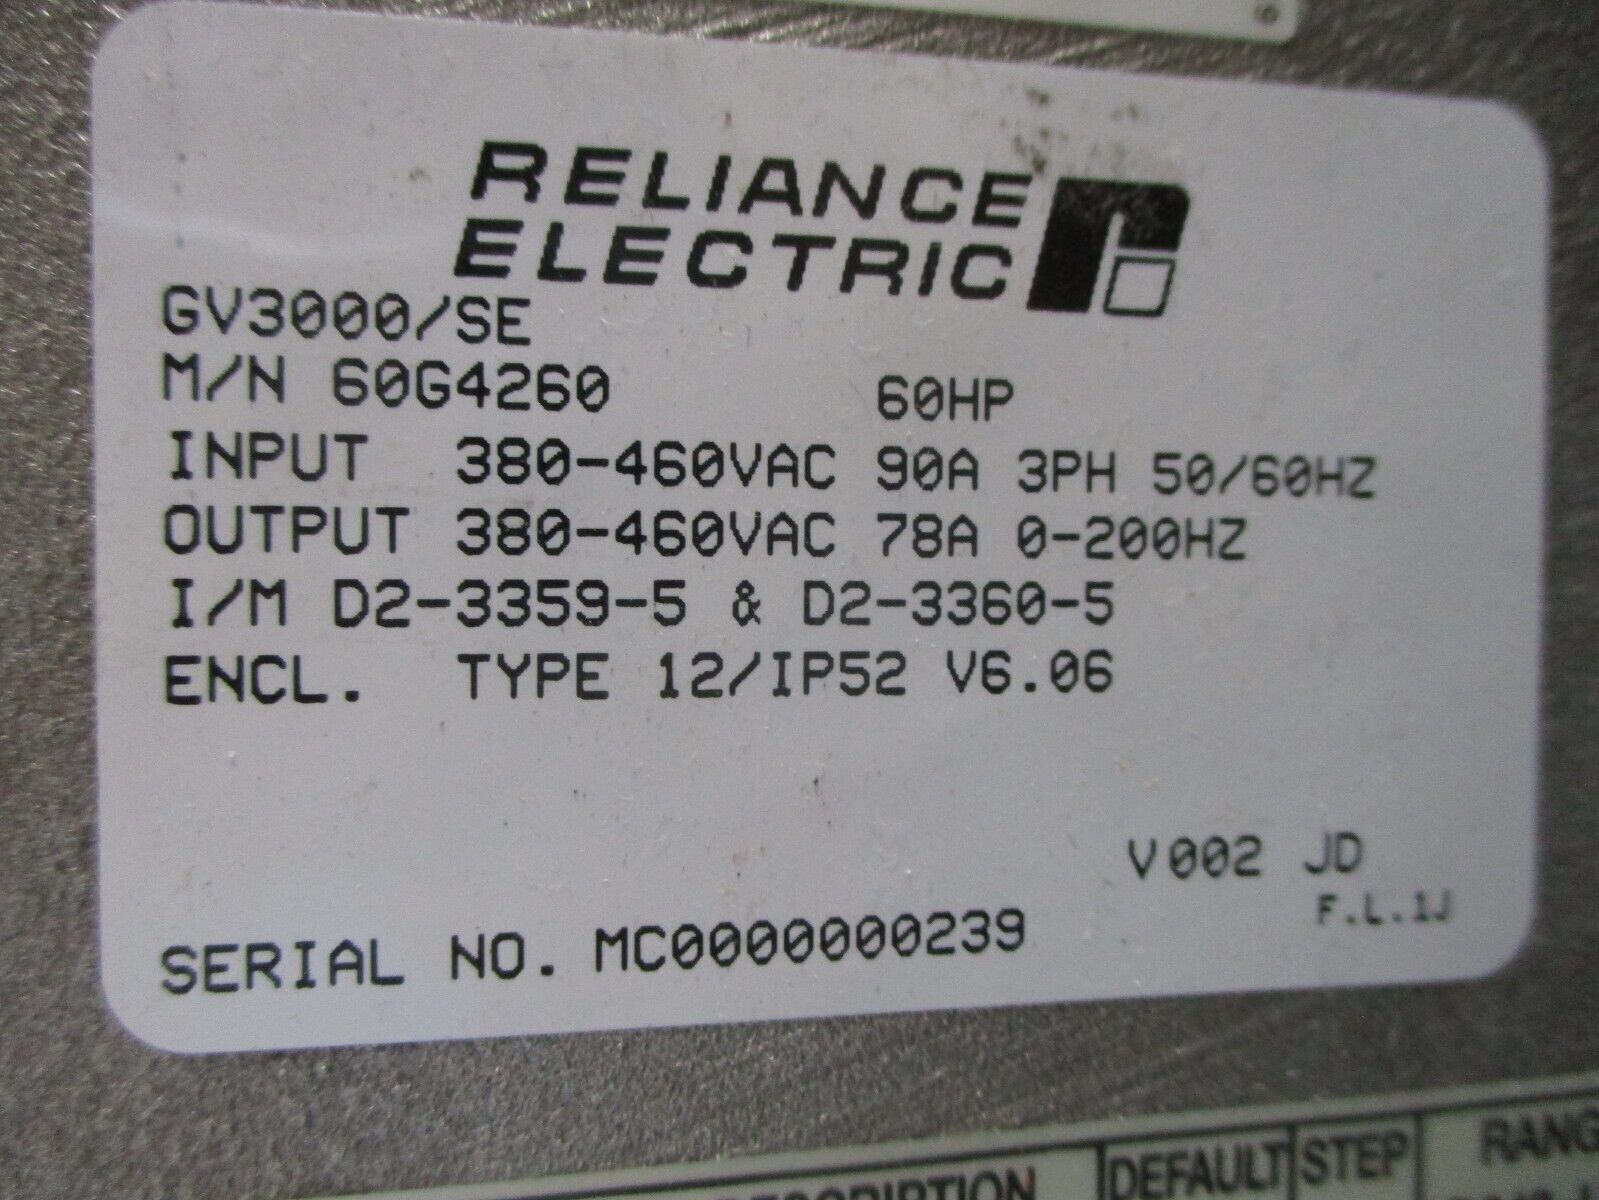 RELIANCE
ELECTRIC
GV3000/SE
M/N 60G4260 60HP
INPUT 380-460VAC 90A 3PH 50/60HZ
OUTPUT 380-460VAC 78A 0-200HZ
I/M D2-3359-5 & D2-3360-5
ENCL. TYPE 12/IP52 V6.06
V002 JD
F.L.1J
SERIAL NO. MC0000000239
DEFAULT STEP